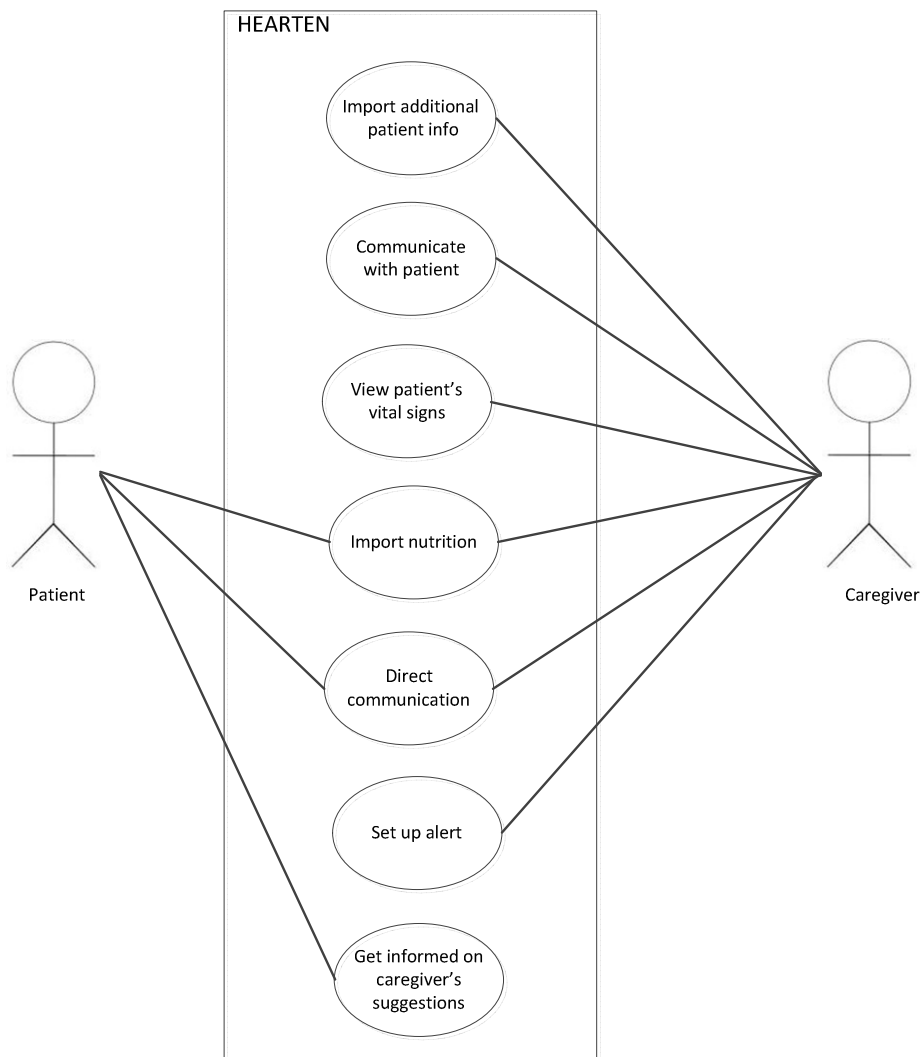 HEARTEN
Import additional
patient info
Communicate
with patient
View patient’s
vital signs
Import nutrition
Patient
Caregiver
Direct
communication
Set up alert
Get informed on
caregiver’s
suggestions